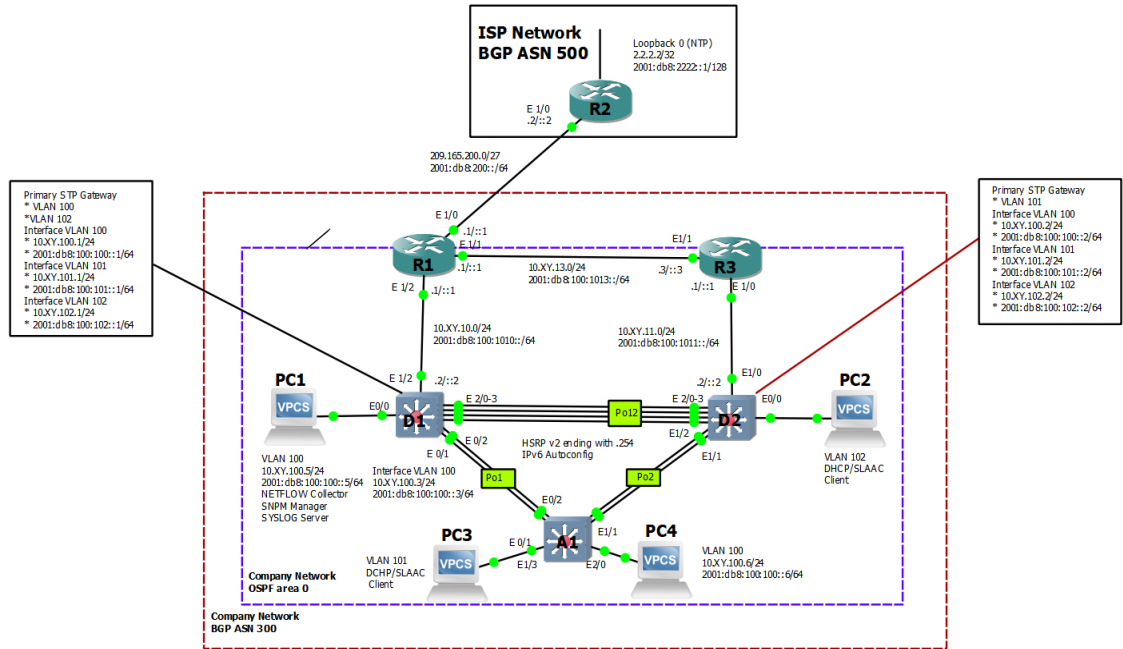 ISP Network
BGP ASN 500
Loopback 0 (NTP)
2.2.2.2/32
2001:db8:2222::1/128
R2
E 1/0
.2/::2
209.165.200.0/27
2001:db8:200::/64
Primary STP Gateway
* VLAN 100
*VLAN 102
Interface VLAN 100
* 10.XY.100.1/24
* 2001:db8:100:100::1/64
Interface VLAN 101
* 10.XY.101.1/24
* 2001:db8:100:101::1/64
Interface VLAN 102
* 10.XY.102.1/24
* 2001:db8:100:102::1/64
Primary STP Gateway
* VLAN 101
Interface VLAN 100
* 10.XY.100.2/24
* 2001:db8:100:100::2/64
Interface VLAN 101
* 10.XY.101.2/24
* 2001:db8:100:101::2/64
Interface VLAN 102
* 10.XY.102.2/24
* 2001:db8:100:102::2/64
E 1/0
.1/::1
E 1/1
.1/::1
R1
E 1/2
.1/::1
10.XY.13.0/24
2001:db8:100:1013::/64
E1/1
.3/::3
R3
.1/::1
E 1/0
10.XY.10.0/24
2001:db8:100:1010::/64
10.XY.11.0/24
2001:db8:100:1011::/64
E 1/2
.2/::2
E1/0
.2/::2
PC1
VPCS
E0/0
D1
E 2/0-3
Po12
E 2/0-3
D2
E0/0
PC2
VPCS
E 0/2
E 0/1
HSRP v2 ending with .254
IPv6 Autoconfig
E1/2
E1/1
VLAN 100
10.XY.100.5/24
2001:db8:100:100::5/64
NETFLOW Collector
SNPM Manager
SYSLOG Server
Interface VLAN 100
10.XY.100.3/24
2001:db8:100:100::3/64
Po1
Po2
VLAN 102
DHCP/SLAAC
Client
E0/2
E 0/1
A1
E1/1
E1/3
E2/0
PC3
VPCS
VLAN 101
DCHP/SLAAC
Client
PC4
VPCS
VLAN 100
10.XY.100.6/24
2001:db8:100:100::6/64
Company Network
OSPF area 0
Company Network
BGP ASN 300